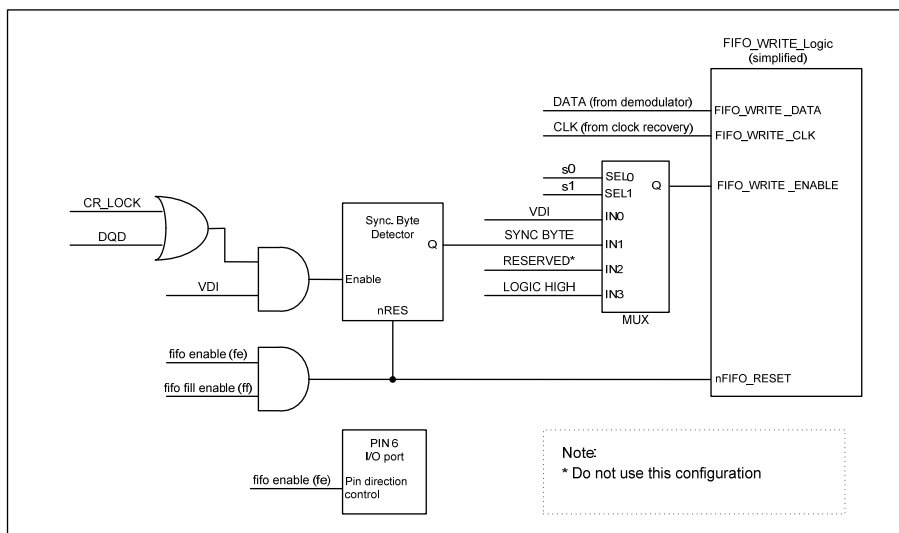 FIFO_WRITE_Logic
(simplified)
DATA (from demodulator)
FIFO_WRITE_DATA
CLK (from clock recovery)
FIFO_WRITE_CLK
s0
SEL0
s1
SEL1
Q
FIFO_WRITE_ENABLE
VDI
IN0
SYNC BYTE
IN1
RESERVED*
IN2
LOGIC HIGH
IN3
MUX
CR_LOCK
DQD
VDI
Sync. Byte
Detector
Q
Enable
nRES
fifo enable (fe)
fifo fill enable (ff)
nFIFO_RESET
PIN 6
I/O port
fifo enable (fe)
Pin direction
control
Note:
* Do not use this configuration